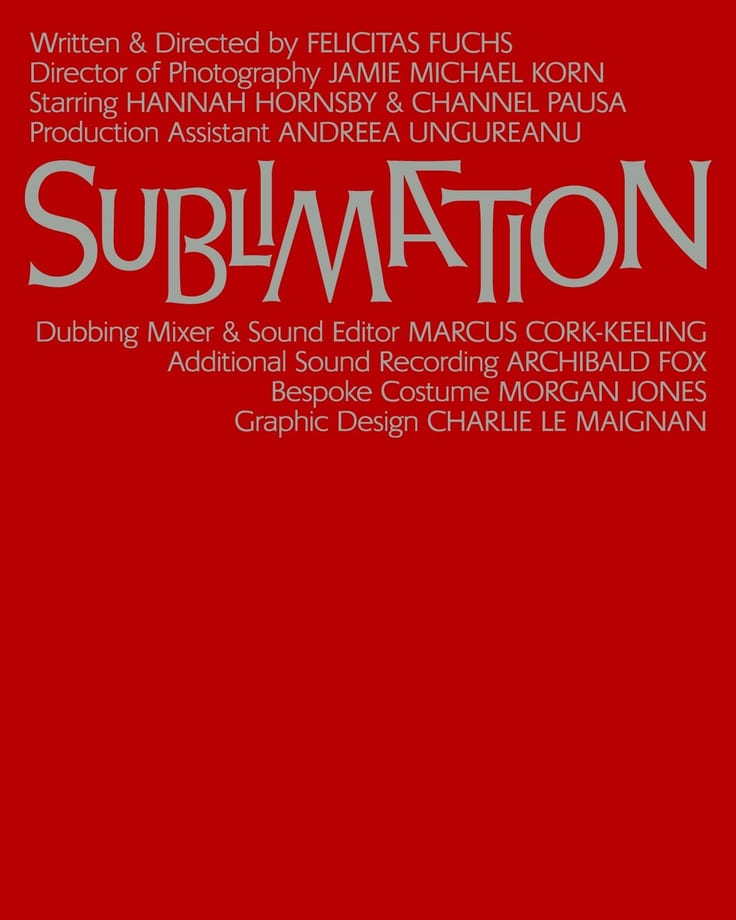 Written & Directed by FELICITAS FUCHS
Director of Photography JAMIE MICHAEL KORN
Starring HANNAH HORNSBY & CHANNEL PAUSA
Production Assistant ANDREEA UNGUREANU
SUBLIMATION
Dubbing Mixer & Sound Editor MARCUS CORK-KEELING
Additional Sound Recording ARCHIBALD FOX
Bespoke Costume MORGAN JONES
Graphic Design CHARLIE LE MAIGNAN